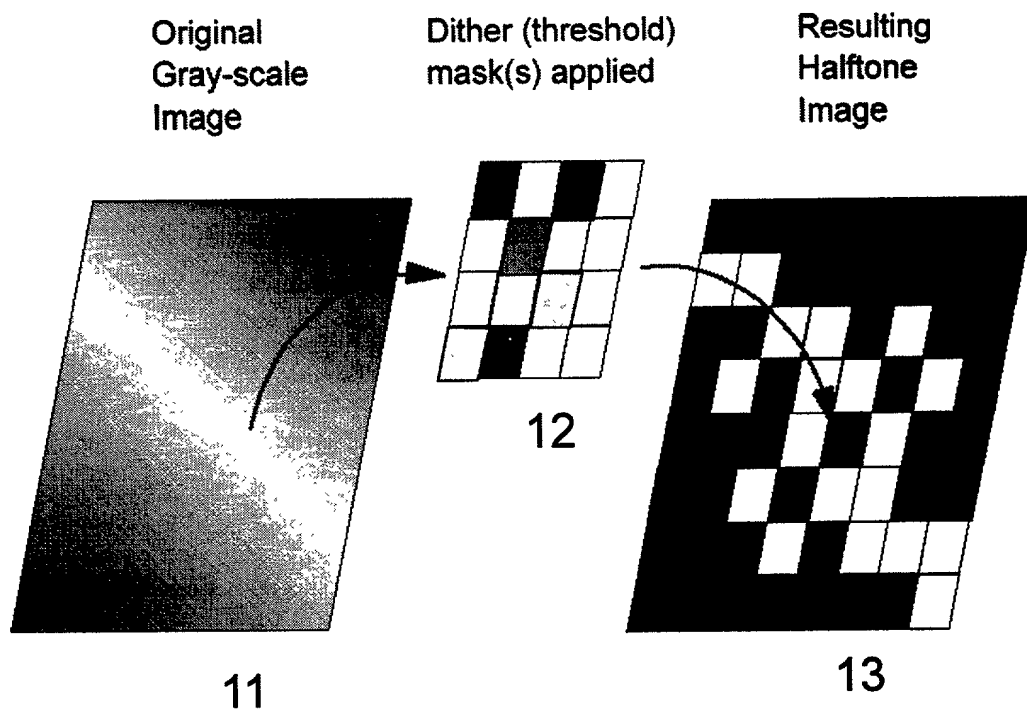 Original
Gray-scale
Image
Dither (threshold)
mask(s) applied
Resulting
Halftone
Image
12
11
13